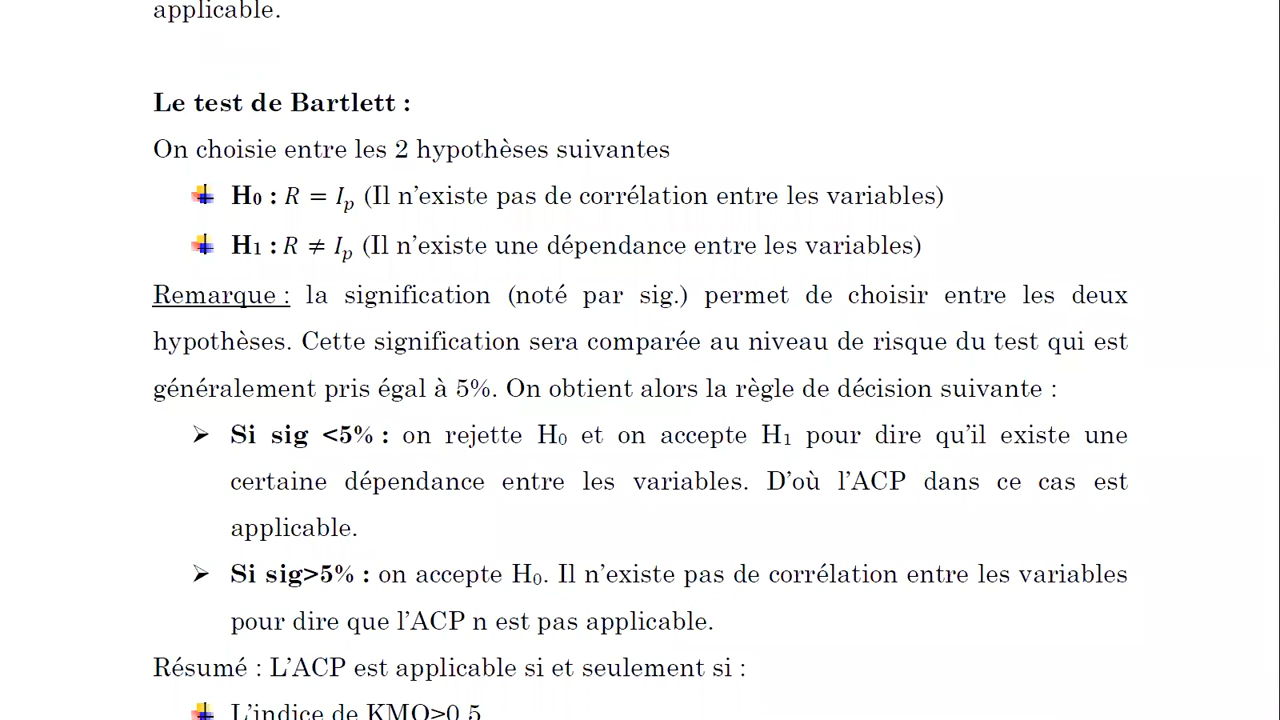 applicable.
Le test de Bartlett :
On choisie entre les 2 hypothèses suivantes
H₀ : R = Iₚ (Il n’existe pas de corrélation entre les variables)
H₁ : R ≠ Iₚ (Il n’existe une dépendance entre les variables)
Remarque : la signification (noté par sig.) permet de choisir entre les deux
hypothèses. Cette signification sera comparée au niveau de risque du test qui est
généralement pris égal à 5%. On obtient alors la règle de décision suivante :
Si sig <5% : on rejette H₀ et on accepte H₁ pour dire qu’il existe une
certaine dépendance entre les variables. D’où l’ACP dans ce cas est
applicable.
Si sig>5% : on accepte H₀. Il n’existe pas de corrélation entre les variables
pour dire que l’ACP n est pas applicable.
Résumé : L’ACP est applicable si et seulement si :
L’indice de KMO>0,5